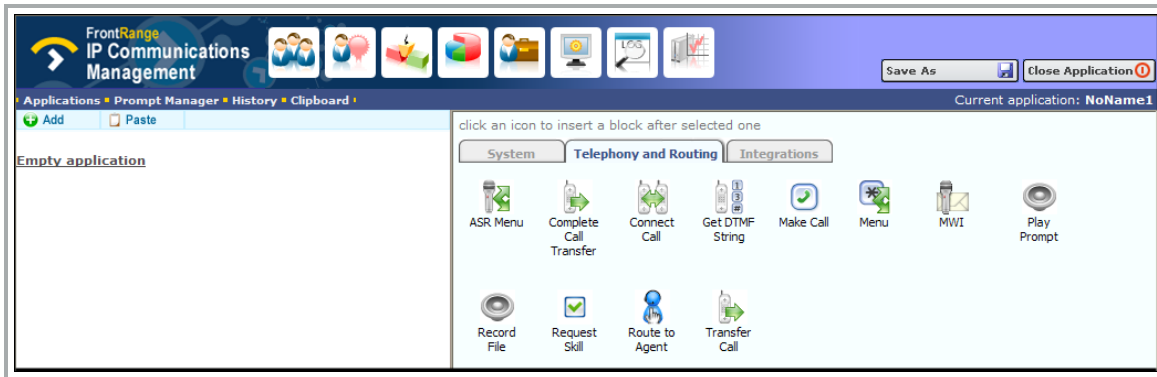 FrontRange
IP Communications
Management
LOG
Save As
Close Application
Applications Prompt Manager History Clipboard
Current application: NoName1
Add Paste
Empty application
click an icon to insert a block after selected one
System Telephony and Routing Integrations
ASR Menu
Complete
Call
Transfer
Connect
Call
Get DTMF
String
1
3
#
Make Call
Menu
MWI
Play
Prompt
Record
File
Request
Skill
Route to
Agent
Transfer
Call